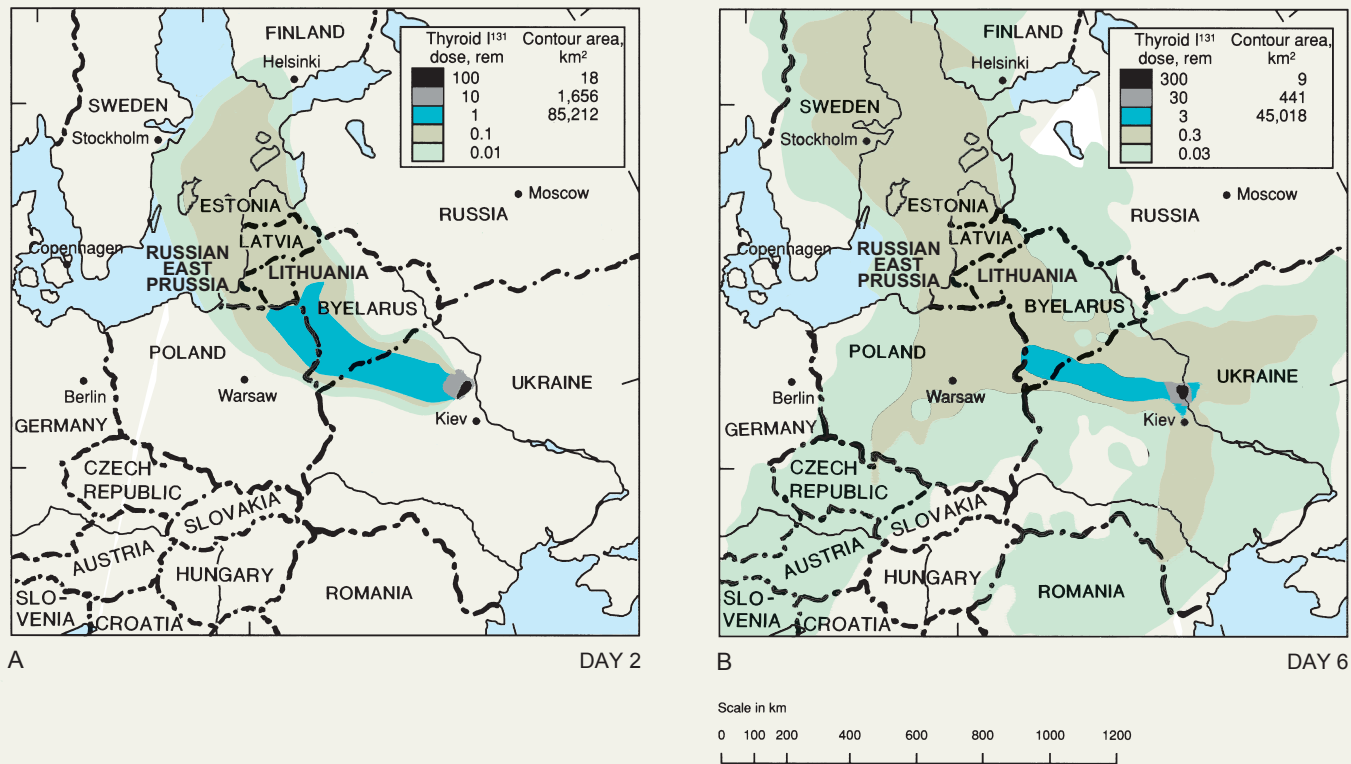 FINLAND
Helsinki
Thyroid I¹³¹ dose, rem
Contour area, km²
100 18
10 1,656
1 85,212
0.1
0.01
SWEDEN
Stockholm
Moscow
ESTONIA
RUSSIA
LATVIA
Copenhagen
RUSSIAN
EAST
PRUSSIA
LITHUANIA
BYELARUS
POLAND
UKRAINE
Berlin
Warsaw
Kiev
GERMANY
CZECH
REPUBLIC
SLOVAKIA
AUSTRIA
HUNGARY
ROMANIA
SLO-
VENIA
CROATIA
A
DAY 2
FINLAND
Helsinki
Thyroid I¹³¹ dose, rem
Contour area, km²
300 9
30 441
3 45,018
0.3
0.03
SWEDEN
Stockholm
Moscow
ESTONIA
RUSSIA
LATVIA
Copenhagen
RUSSIAN
EAST
PRUSSIA
LITHUANIA
BYELARUS
POLAND
UKRAINE
Berlin
Warsaw
Kiev
GERMANY
CZECH
REPUBLIC
SLOVAKIA
AUSTRIA
HUNGARY
ROMANIA
SLO-
VENIA
CROATIA
B
DAY 6
Scale in km
0 100 200 400 600 800 1000 1200